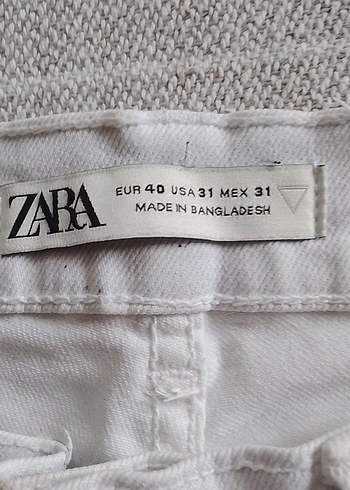 ZARA
EUR 40 USA 31 MEX 31
MADE IN BANGLADESH